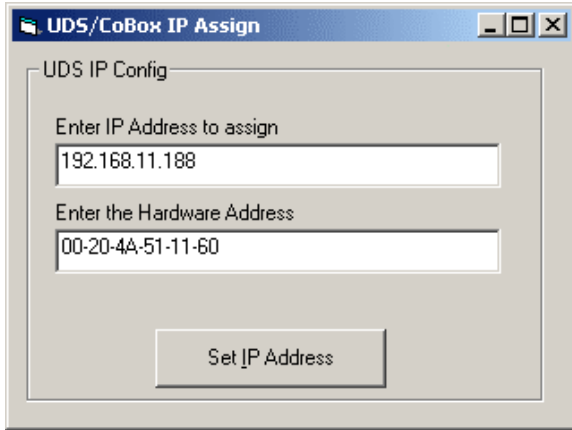 UDS/CoBox IP Assign
UDS IP Config
Enter IP Address to assign
192.168.11.188
Enter the Hardware Address
00-20-4A-51-11-60
Set IP Address